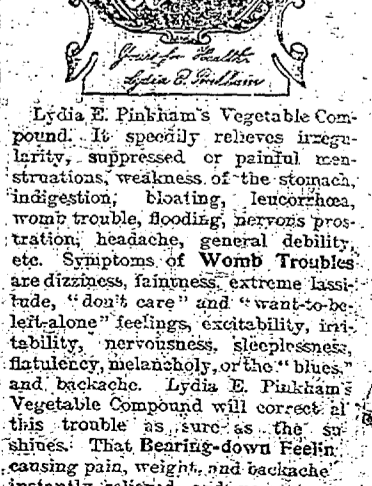 Yours for Health
Lydia E. Pinkham
Lydia E. Pinkham's Vegetable Com-
pound. It speedily relieves irregu-
larity, suppressed or painful men-
struations, weakness of the stomach,
indigestion, bloating, leucorrhœa,
womb trouble, flooding, nervous pros-
tration, headache, general debility,
etc. Symptoms of Womb Troubles
are dizziness, faintness, extreme lassi-
tude, "don't care" and "want-to-be-
left-alone" feelings, excitability, irri-
tability, nervousness, sleeplessness,
flatulency, melancholy, or the "blues,"
and backache. Lydia E. Pinkham's
Vegetable Compound will correct al
this trouble as sure as the su
shines. That Bearing-down Feelin
causing pain, weight, and backache
instantly relieved